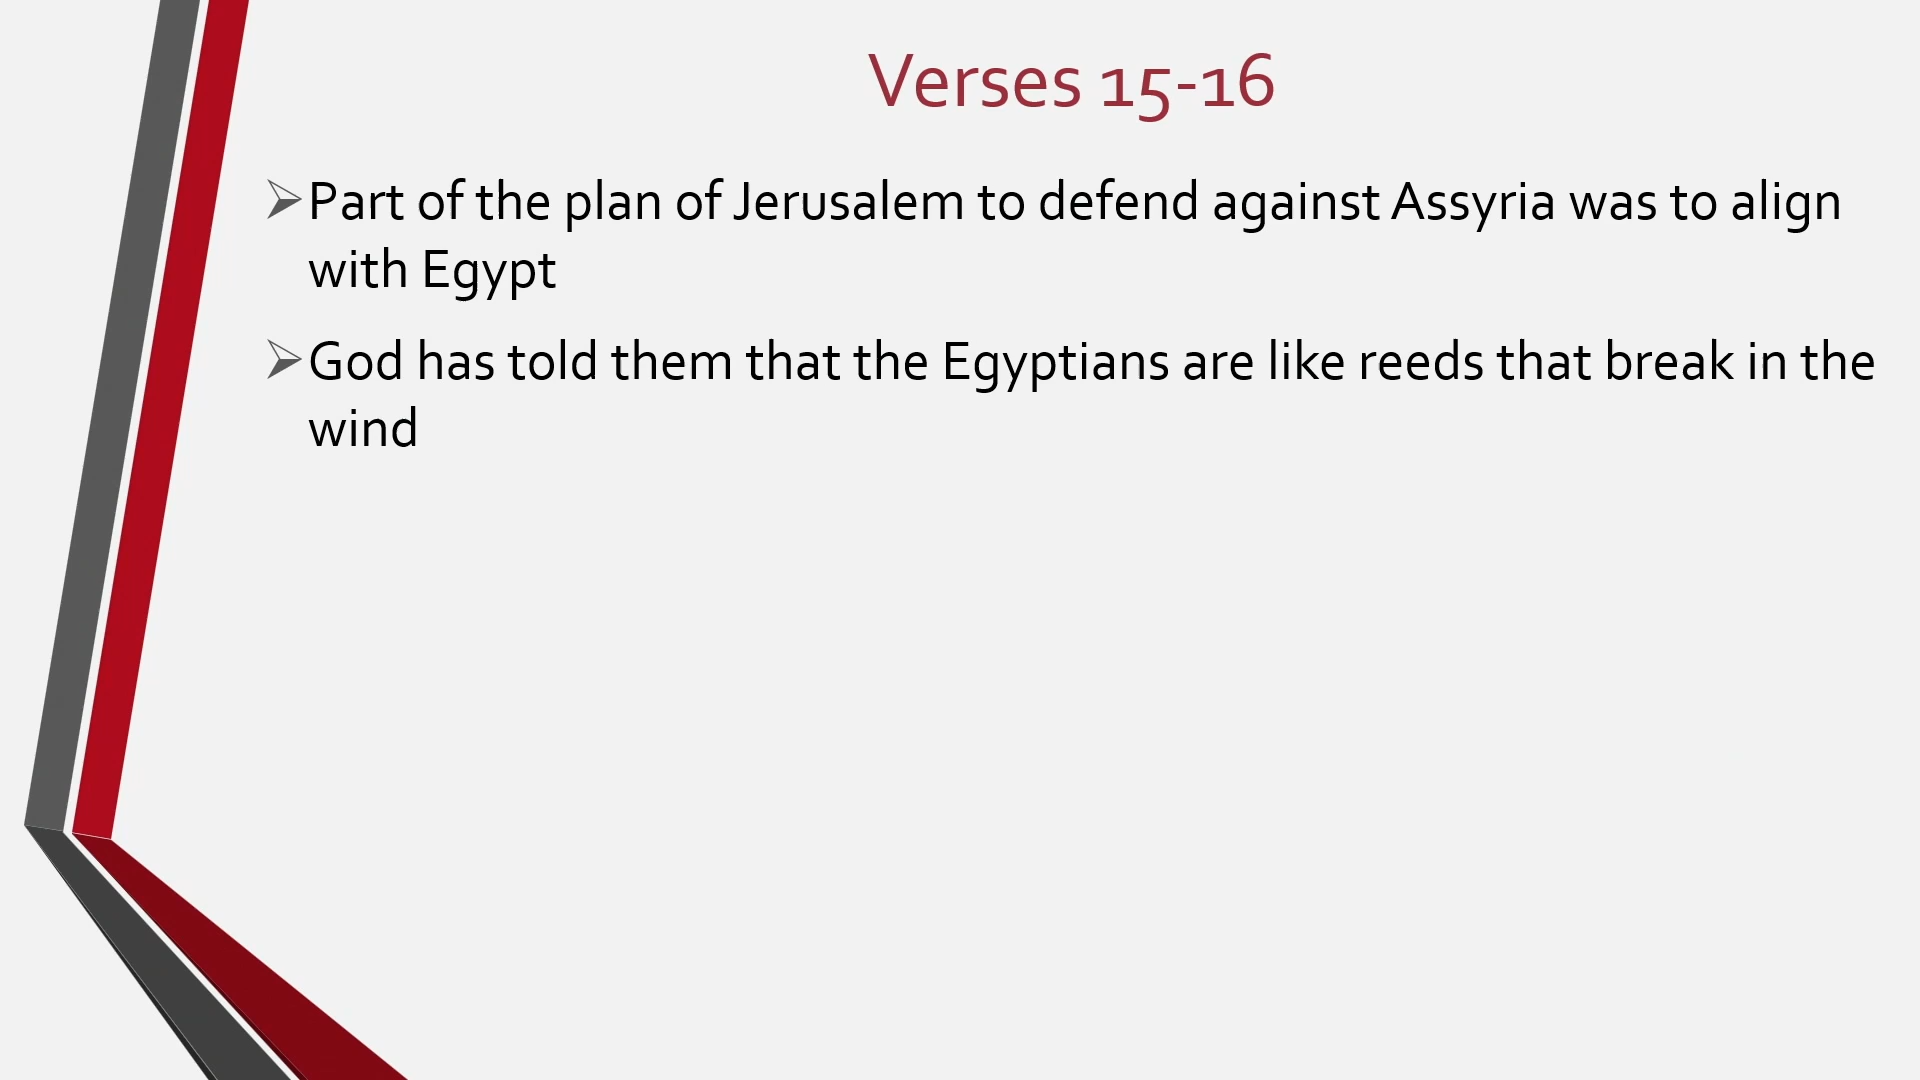 Verses 15-16
Part of the plan of Jerusalem to defend against Assyria was to align
with Egypt
God has told them that the Egyptians are like reeds that break in the
wind